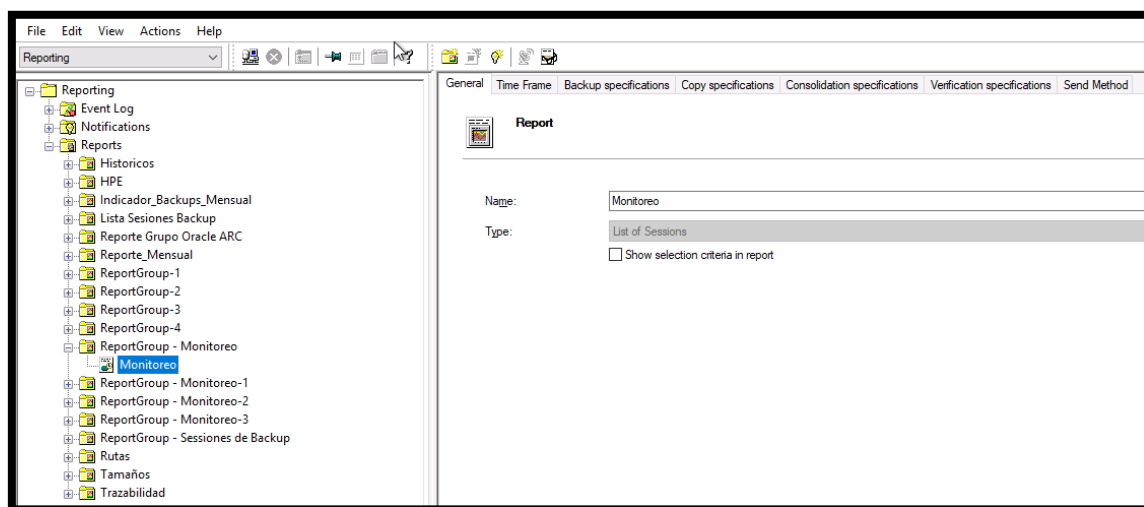 File Edit View Actions Help
Reporting
General Time Frame Backup specifications Copy specifications Consolidation specifications Verification specifications Send Method
Reporting
Event Log
Notifications
Reports
Historicos
HPE
Indicador_Backups_Mensual
Lista Sesiones Backup
Reporte Grupo Oracle ARC
Reporte_Mensual
ReportGroup-1
ReportGroup-2
ReportGroup-3
ReportGroup-4
ReportGroup - Monitoreo
Monitoreo
ReportGroup - Monitoreo-1
ReportGroup - Monitoreo-2
ReportGroup - Monitoreo-3
ReportGroup - Sessiones de Backup
Rutas
Tamaños
Trazabilidad
Report
Name: Monitoreo
Type: List of Sessions
Show selection criteria in report